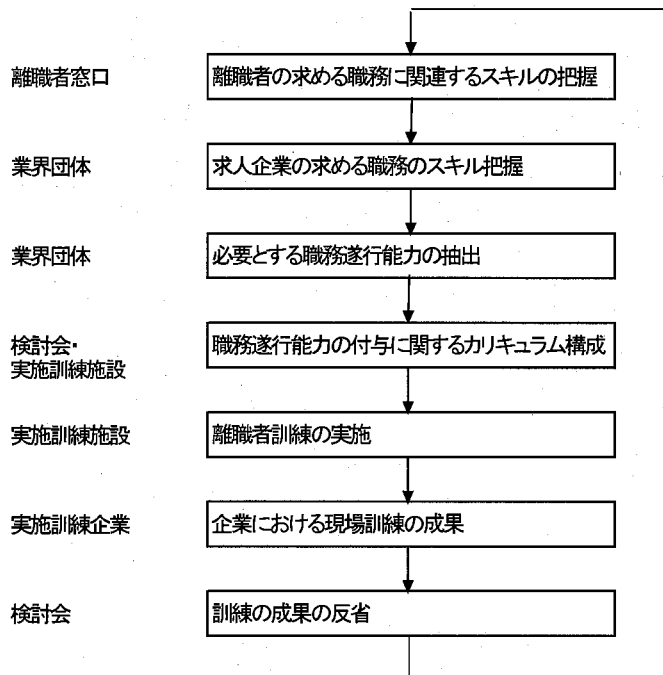 離職者窓口
離職者の求める職務に関連するスキルの把握
業界団体
求人企業の求める職務のスキル把握
業界団体
必要とする職務遂行能力の抽出
検討会・
実施訓練施設
職務遂行能力の付与に関するカリキュラム構成
実施訓練施設
離職者訓練の実施
実施訓練企業
企業における現場訓練の成果
検討会
訓練の成果の反省